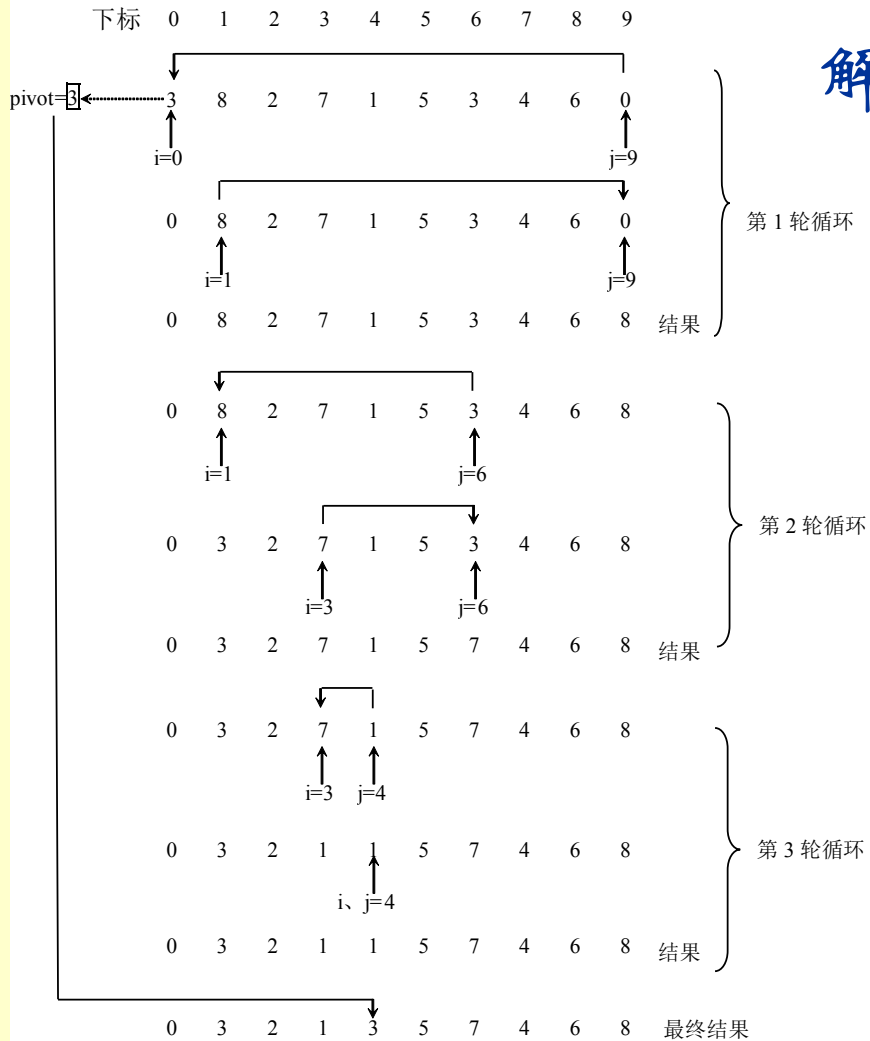 下标 0 1 2 3 4 5 6 7 8 9
解
pivot=3 3 8 2 7 1 5 3 4 6 0
i=0 j=9
0 8 2 7 1 5 3 4 6 0 第 1 轮循环
i=1 j=9
0 8 2 7 1 5 3 4 6 8 结果
0 8 2 7 1 5 3 4 6 8
i=1 j=6
0 3 2 7 1 5 3 4 6 8 第 2 轮循环
i=3 j=6
0 3 2 7 1 5 7 4 6 8 结果
0 3 2 7 1 5 7 4 6 8
i=3 j=4
0 3 2 1 1 5 7 4 6 8 第 3 轮循环
i、j=4
0 3 2 1 1 5 7 4 6 8 结果
0 3 2 1 3 5 7 4 6 8 最终结果